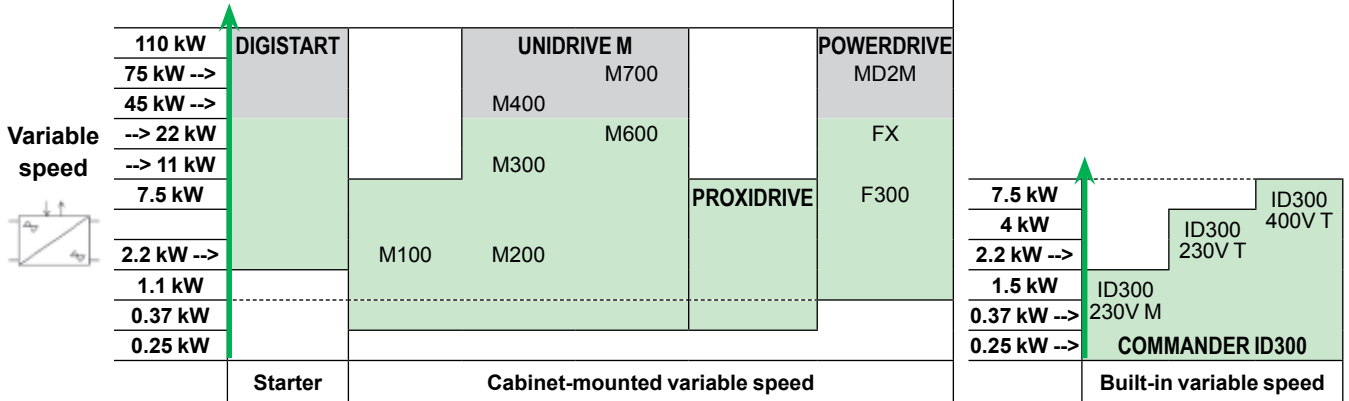 110 kW DIGISTART UNIDRIVE M POWERDRIVE
75 kW --> M700 MD2M
45 kW --> M400
Variable
speed
--> 22 kW M600 FX
--> 11 kW M300
7.5 kW PROXIDRIVE F300
2.2 kW --> M100 M200
1.1 kW
0.37 kW
0.25 kW
Starter Cabinet-mounted variable speed
7.5 kW ID300
400V T
4 kW ID300
230V T
2.2 kW -->
1.5 kW ID300
230V M
0.37 kW -->
0.25 kW --> COMMANDER ID300
Built-in variable speed